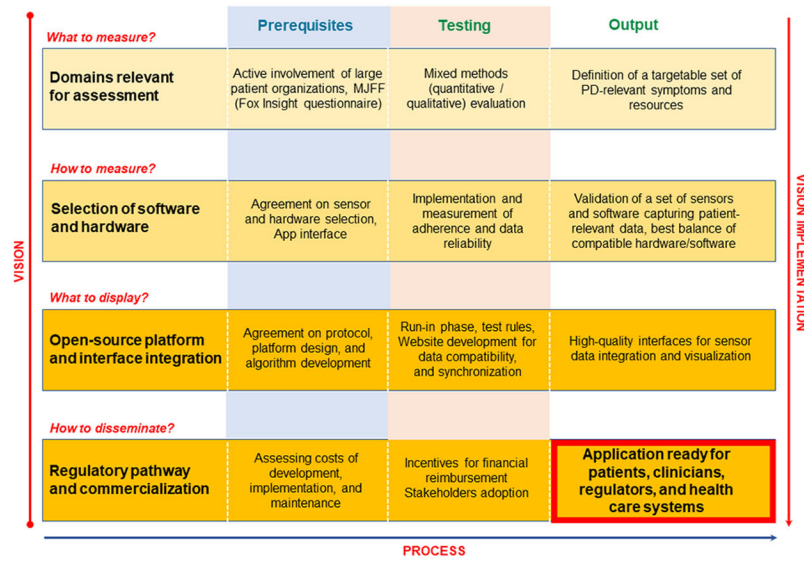 Prerequisites
Testing
Output
What to measure?
Domains relevant
for assessment
Active involvement of large
patient organizations, MJFF
(Fox Insight questionnaire)
Mixed methods
(quantitative /
qualitative) evaluation
Definition of a targetable set of
PD-relevant symptoms and
resources
How to measure?
Selection of software
and hardware
Agreement on sensor
and hardware selection,
App interface
Implementation and
measurement of
adherence and data
reliability
Validation of a set of sensors
and software capturing patient-
relevant data, best balance of
compatible hardware/software
What to display?
Open-source platform
and interface integration
Agreement on protocol,
platform design, and
algorithm development
Run-in phase, test rules,
Website development for
data compatibility,
and synchronization
High-quality interfaces for sensor
data integration and visualization
How to disseminate?
Regulatory pathway
and commercialization
Assessing costs of
development,
implementation, and
maintenance
Incentives for financial
reimbursement
Stakeholders adoption
Application ready for
patients, clinicians,
regulators, and health
care systems
VISION
VISION IMPLEMENTATION
PROCESS